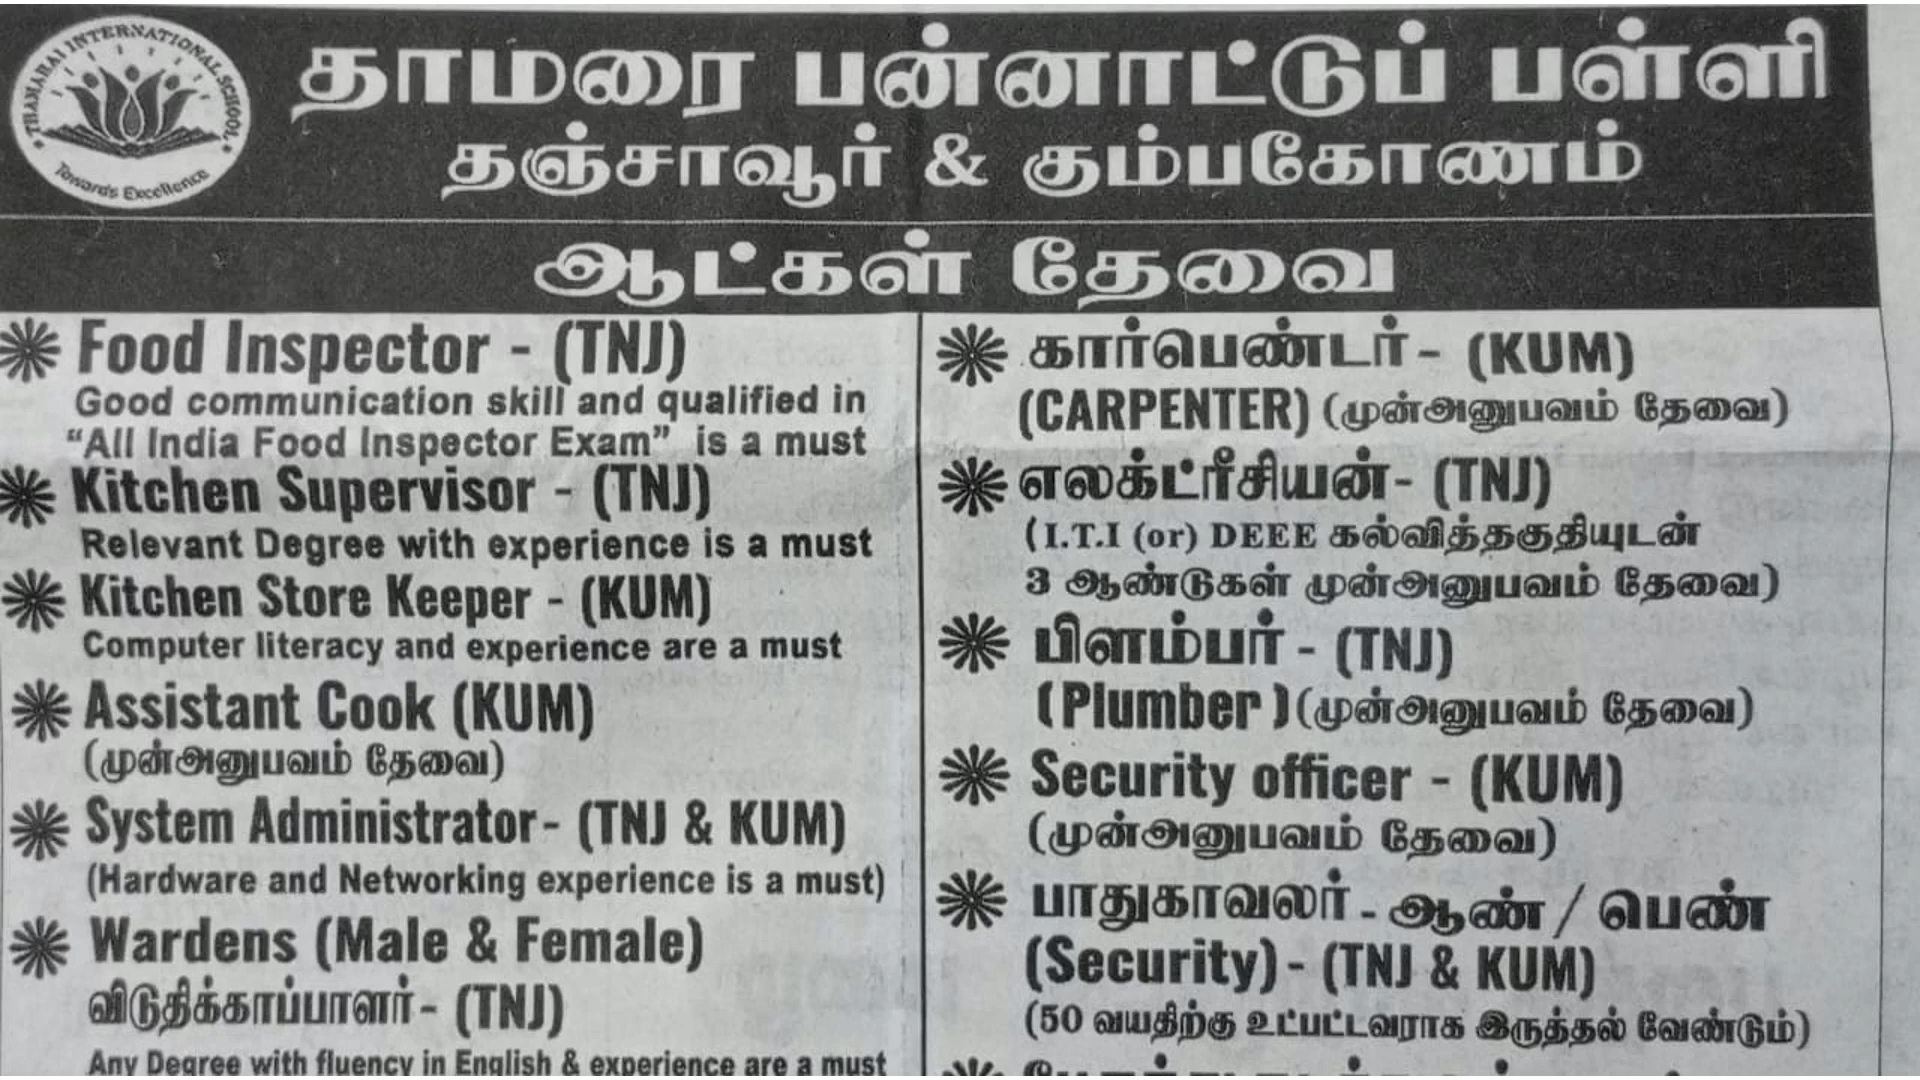 THAMARAI INTERNATIONAL SCHOOL
Towards Excellence
தாமரை பன்னாட்டுப் பள்ளி
தஞ்சாவூர் & கும்பகோணம்
ஆட்கள் தேவை
Food Inspector - (TNJ)
Good communication skill and qualified in
“All India Food Inspector Exam” is a must
Kitchen Supervisor - (TNJ)
Relevant Degree with experience is a must
Kitchen Store Keeper - (KUM)
Computer literacy and experience are a must
Assistant Cook (KUM)
(முன்அனுபவம் தேவை)
System Administrator- (TNJ & KUM)
(Hardware and Networking experience is a must)
Wardens (Male & Female)
விடுதிக்காப்பாளர்- (TNJ)
Any Degree with fluency in English & experience are a must
கார்பெண்டர்- (KUM)
(CARPENTER) (முன்அனுபவம் தேவை)
எலக்ட்ரீசியன்- (TNJ)
(I.T.I (or) DEEE கல்வித்தகுதியுடன்
3 ஆண்டுகள் முன்அனுபவம் தேவை)
பிளம்பர் - (TNJ)
(Plumber) (முன்அனுபவம் தேவை)
Security officer - (KUM)
(முன்அனுபவம் தேவை)
பாதுகாவலர் - ஆண் / பெண்
(Security) - (TNJ & KUM)
(50 வயதிற்கு உட்பட்டவராக இருத்தல் வேண்டும்)